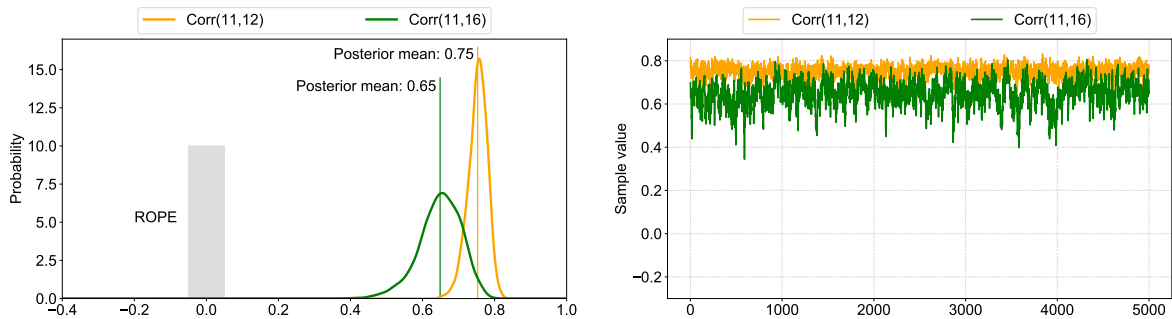 Corr(11,12) Corr(11,16)
Posterior mean: 0.75
Posterior mean: 0.65
ROPE
Probability
15.0
12.5
10.0
7.5
5.0
2.5
0.0
−0.4 −0.2 0.0 0.2 0.4 0.6 0.8 1.0
Corr(11,12) Corr(11,16)
Sample value
0.8
0.6
0.4
0.2
0.0
−0.2
0 1000 2000 3000 4000 5000